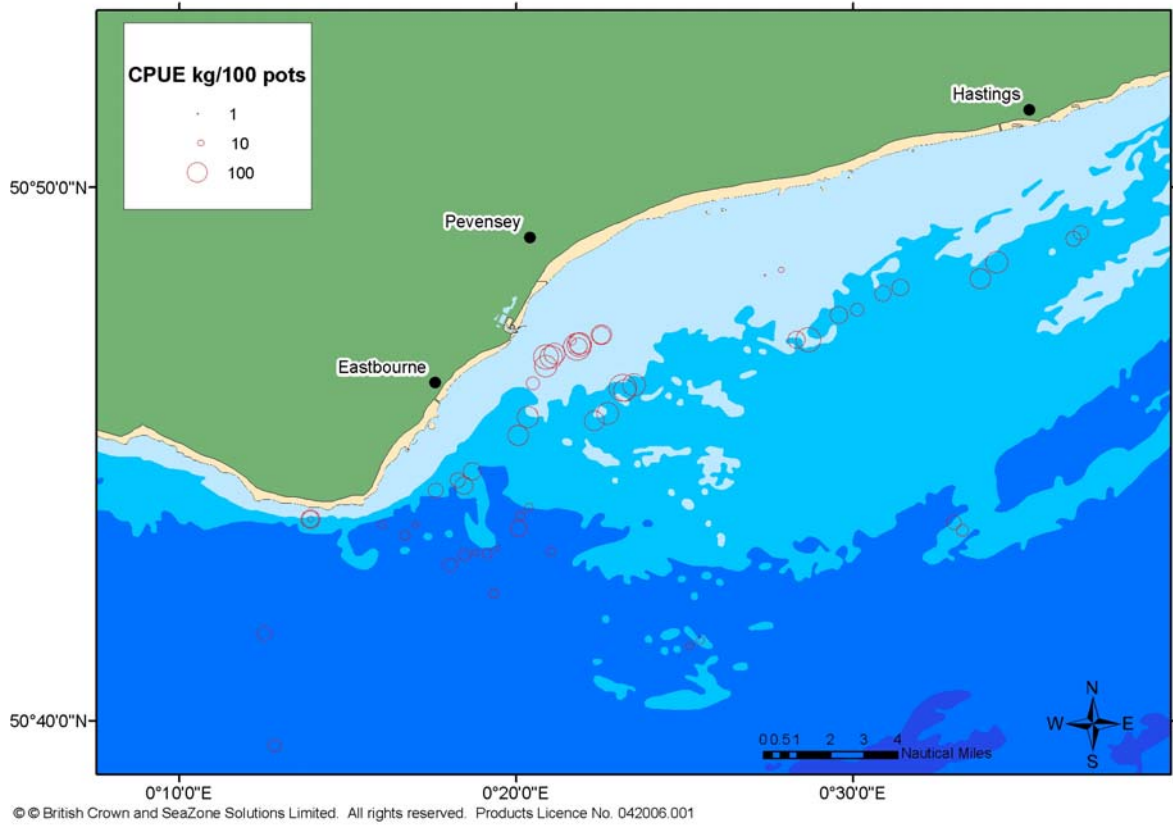 CPUE kg/100 pots
1
10
100
Hastings
50°50'0"N
Pevensey
Eastbourne
50°40'0"N
0 0.5 1 2 3 4
Nautical Miles
N
W E
S
0°10'0"E 0°20'0"E 0°30'0"E
© © British Crown and SeaZone Solutions Limited. All rights reserved. Products Licence No. 042006.001